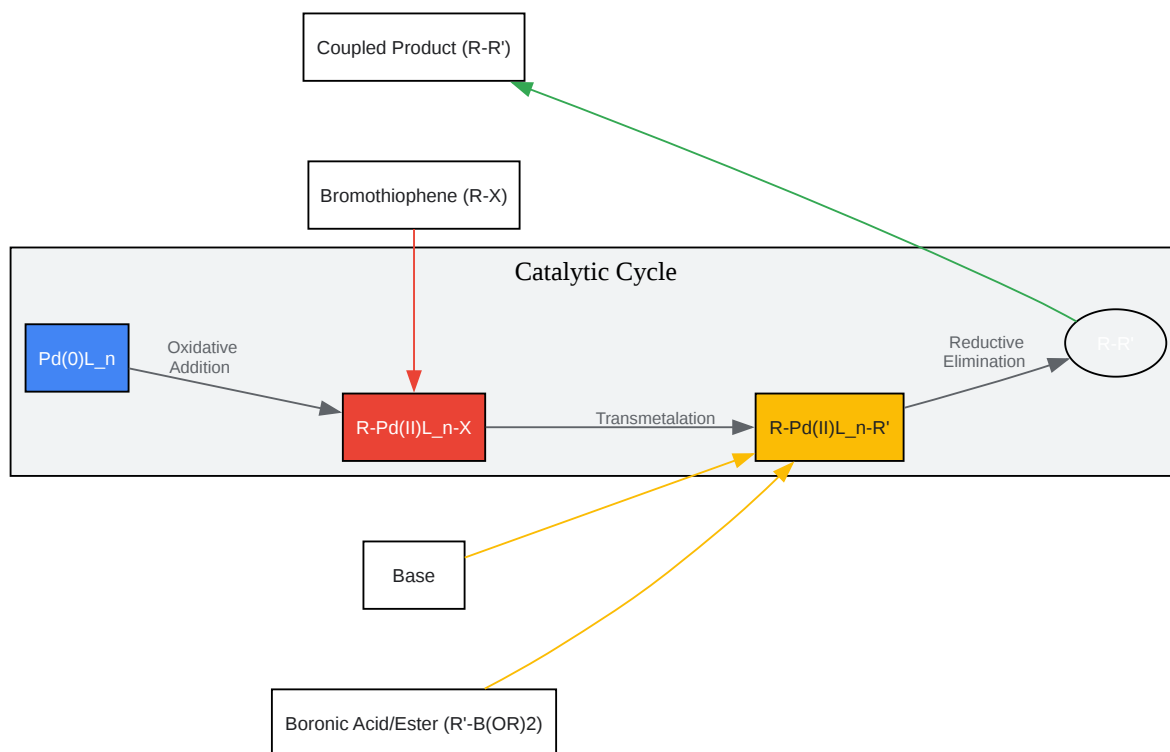 Coupled Product (R-R')
Bromothiophene (R-X)
Catalytic Cycle
Pd(0)L_n
Oxidative
Addition
R-Pd(II)L_n-X
Transmetalation
R-Pd(II)L_n-R'
Reductive
Elimination
R-R'
Base
Boronic Acid/Ester (R'-B(OR)2)